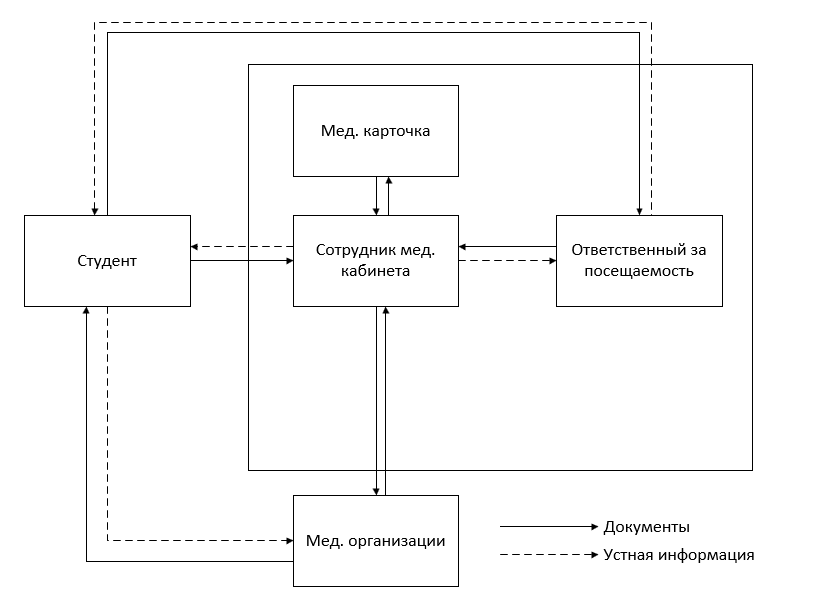 Мед. карточка
Студент
Сотрудник мед.
кабинета
Ответственный за
посещаемость
Мед. организации
Документы
Устная информация